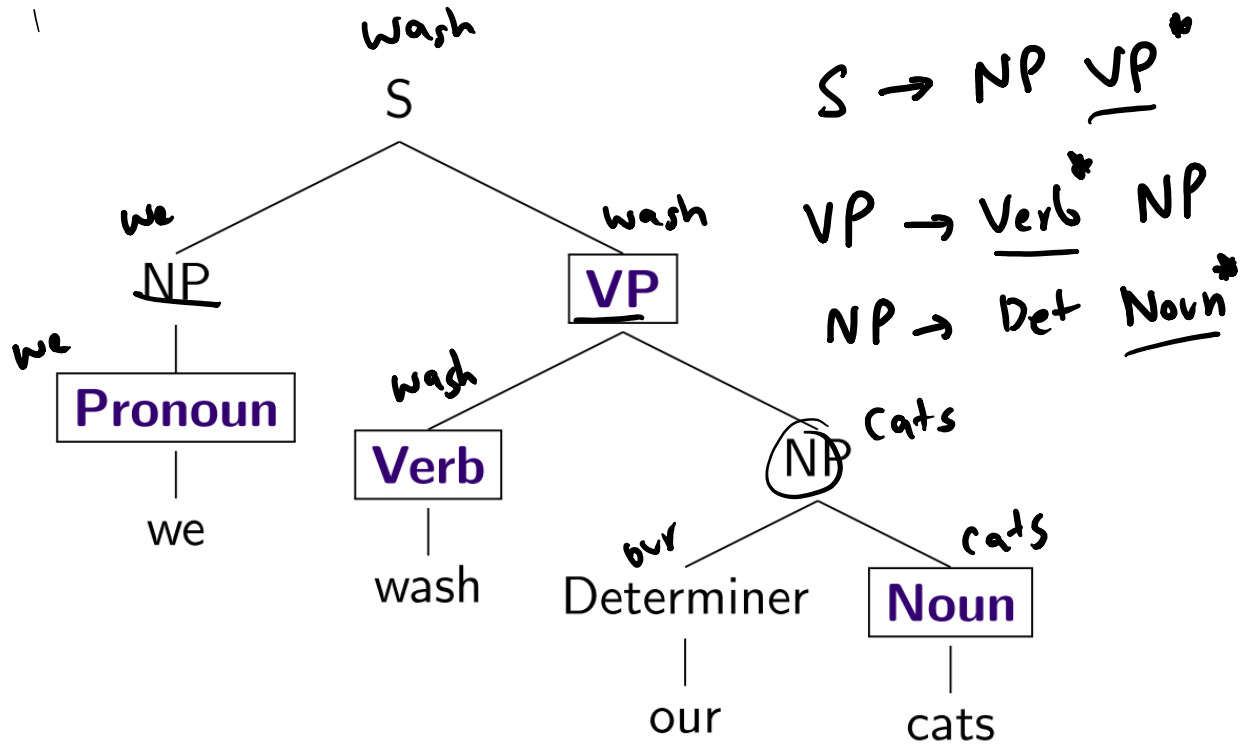 wash
S
S → NP VP*
we
wash
VP → Verb* NP
NP
VP
NP → Det Noun*
we
Pronoun
wash
Verb
NP
cats
we
wash
our
Determiner
cats
Noun
our
cats